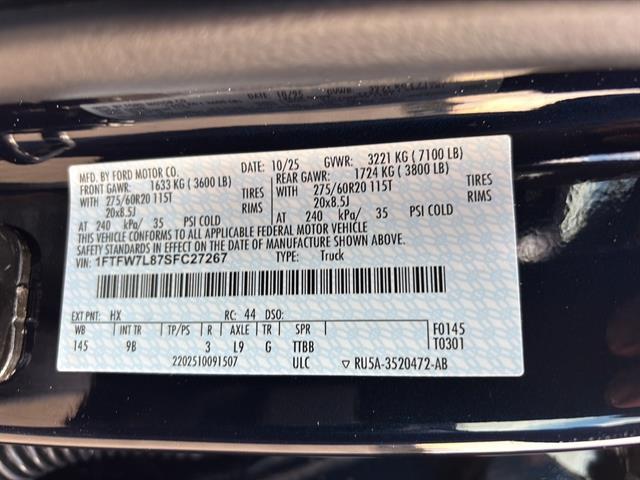 MFD. BY FORD MOTOR CO.
DATE: 10/25 GVWR: 3221 KG ( 7100 LB)
FRONT GAWR: 1633 KG ( 3600 LB)
REAR GAWR: 1724 KG ( 3800 LB)
WITH 275/60R20 115T TIRES
WITH 275/60R20 115T TIRES
20x8.5J RIMS
20x8.5J RIMS
AT 240 kPa/ 35 PSI COLD
AT 240 kPa/ 35 PSI COLD
THIS VEHICLE CONFORMS TO ALL APPLICABLE FEDERAL MOTOR VEHICLE
SAFETY STANDARDS IN EFFECT ON THE DATE OF MANUFACTURE SHOWN ABOVE.
VIN: 1FTFW7L87SFC27267 TYPE: Truck
EXT PNT: HX RC: 44 DSO:
WB INT TR TP/PS R AXLE TR SPR F0145
145 9B 3 L9 G TTBB T0301
2202510091507 ULC RU5A-3520472-AB